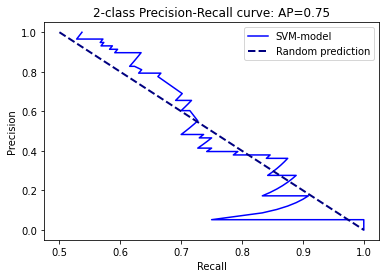 2-class Precision-Recall curve: AP=0.75
SVM-model
Random prediction
1.0
0.8
0.6
0.4
0.2
0.0
Precision
0.5 0.6 0.7 0.8 0.9 1.0
Recall